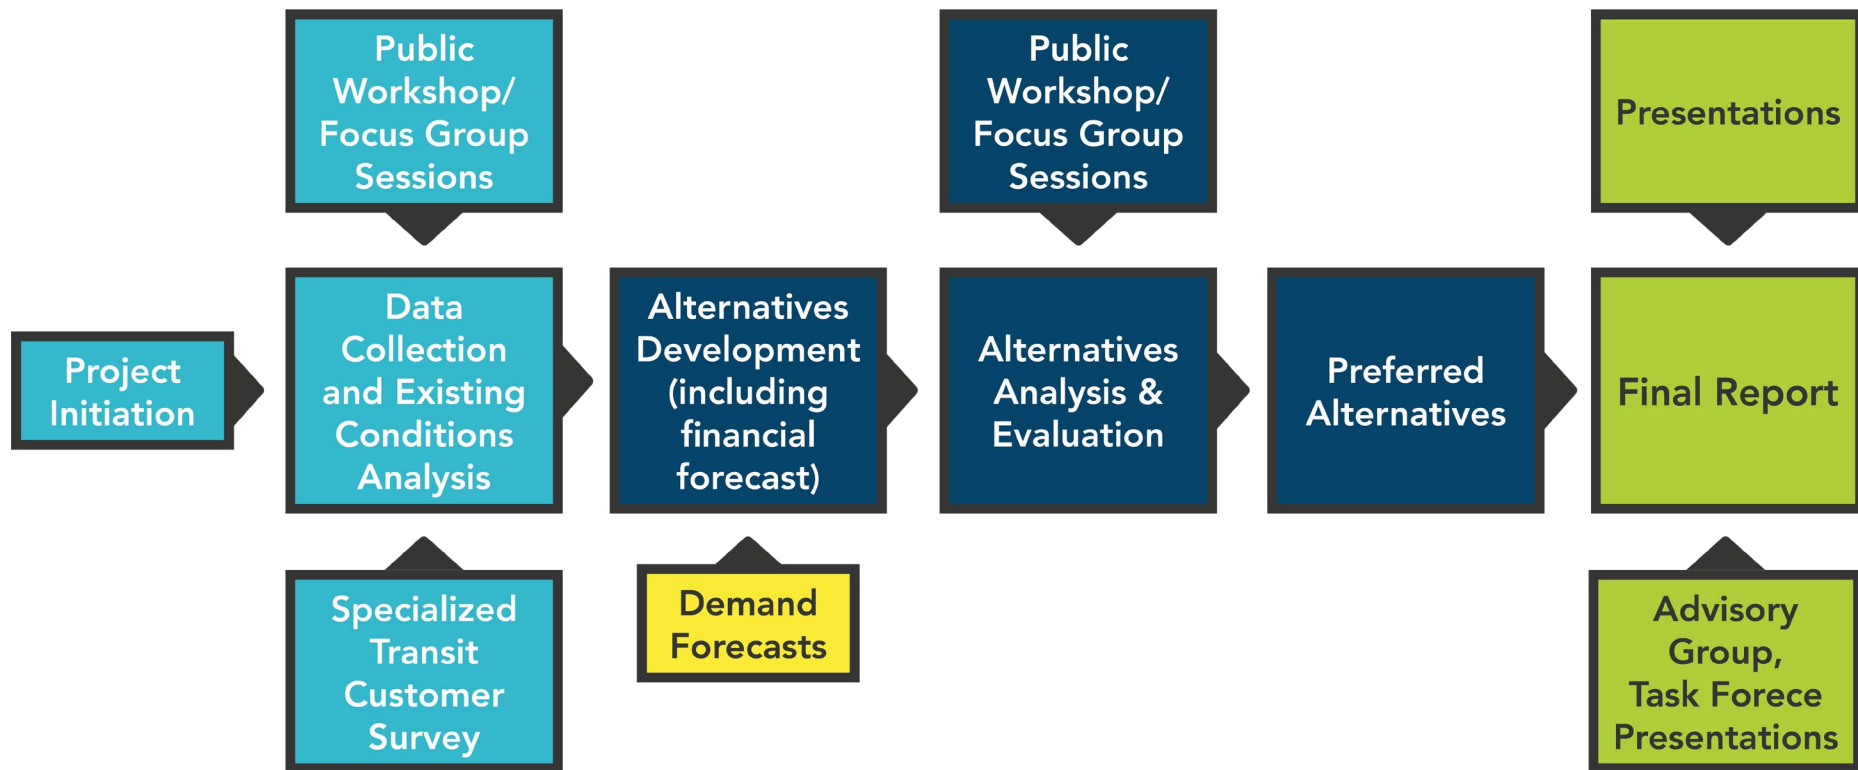 Public
Workshop/
Focus Group
Sessions
Public
Workshop/
Focus Group
Sessions
Presentations
Project
Initiation
Data
Collection
and Existing
Conditions
Analysis
Alternatives
Development
(including
financial
forecast)
Alternatives
Analysis &
Evaluation
Preferred
Alternatives
Final Report
Specialized
Transit
Customer
Survey
Demand
Forecasts
Advisory
Group,
Task Forece
Presentations